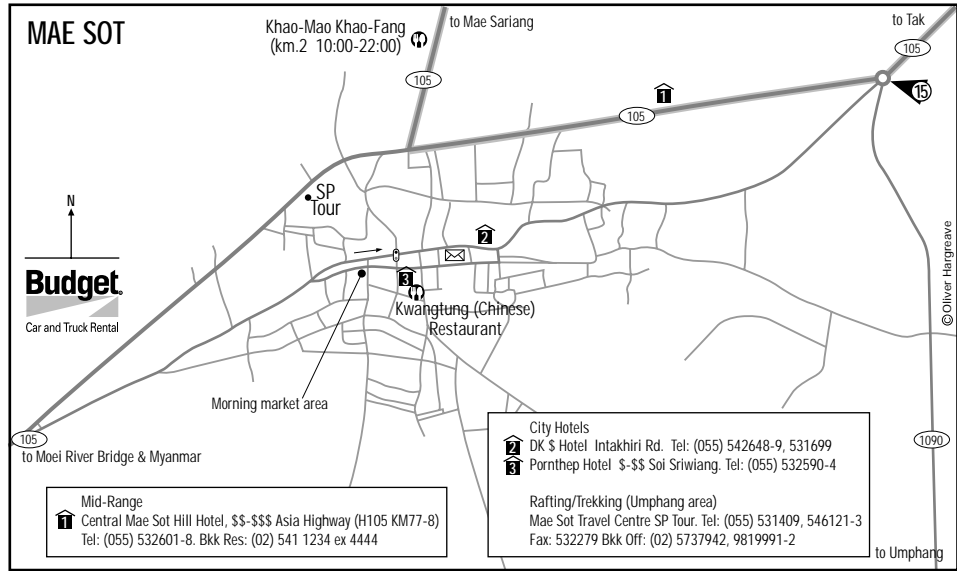 MAE SOT
Khao-Mao Khao-Fang
(km.2 10:00-22:00)
to Mae Sariang
to Tak
105
105
15
1
105
SP
Tour
N
2
3
Budget®
Car and Truck Rental
Kwangtung (Chinese)
Restaurant
© Oliver Hargreave
Morning market area
105
to Moei River Bridge & Myanmar
1090
City Hotels
2 DK $ Hotel Intakhiri Rd. Tel: (055) 542648-9, 531699
3 Pornthep Hotel $-$$ Soi Sriwiang. Tel: (055) 532590-4
Rafting/Trekking (Umphang area)
Mae Sot Travel Centre SP Tour. Tel: (055) 531409, 546121-3
Fax: 532279 Bkk Off: (02) 5737942, 9819991-2
Mid-Range
1 Central Mae Sot Hill Hotel, $$-$$$ Asia Highway (H105 KM77-8)
Tel: (055) 532601-8. Bkk Res: (02) 541 1234 ex 4444
to Umphang